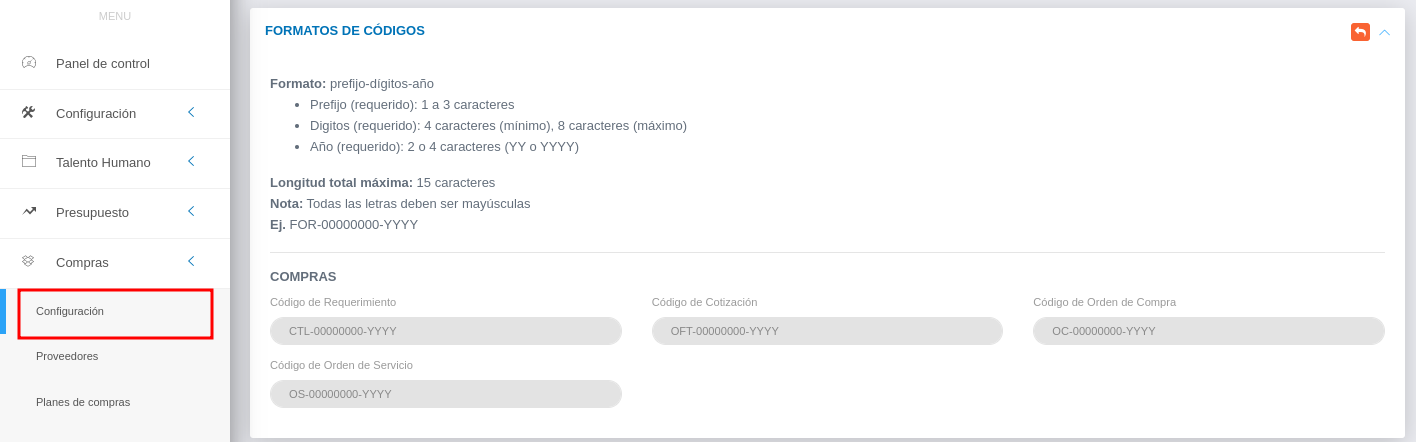 MENU
Panel de control
Configuración
Talento Humano
Presupuesto
Compras
Configuración
Proveedores
Planes de compras
FORMATOS DE CÓDIGOS
Formato: prefijo-dígitos-año
Prefijo (requerido): 1 a 3 caracteres
Digitos (requerido): 4 caracteres (mínimo), 8 caracteres (máximo)
Año (requerido): 2 o 4 caracteres (YY o YYYY)
Longitud total máxima: 15 caracteres
Nota: Todas las letras deben ser mayúsculas
Ej. FOR-00000000-YYYY
COMPRAS
Código de Requerimiento
CTL-00000000-YYYY
Código de Cotización
OFT-00000000-YYYY
Código de Orden de Compra
OC-00000000-YYYY
Código de Orden de Servicio
OS-00000000-YYYY